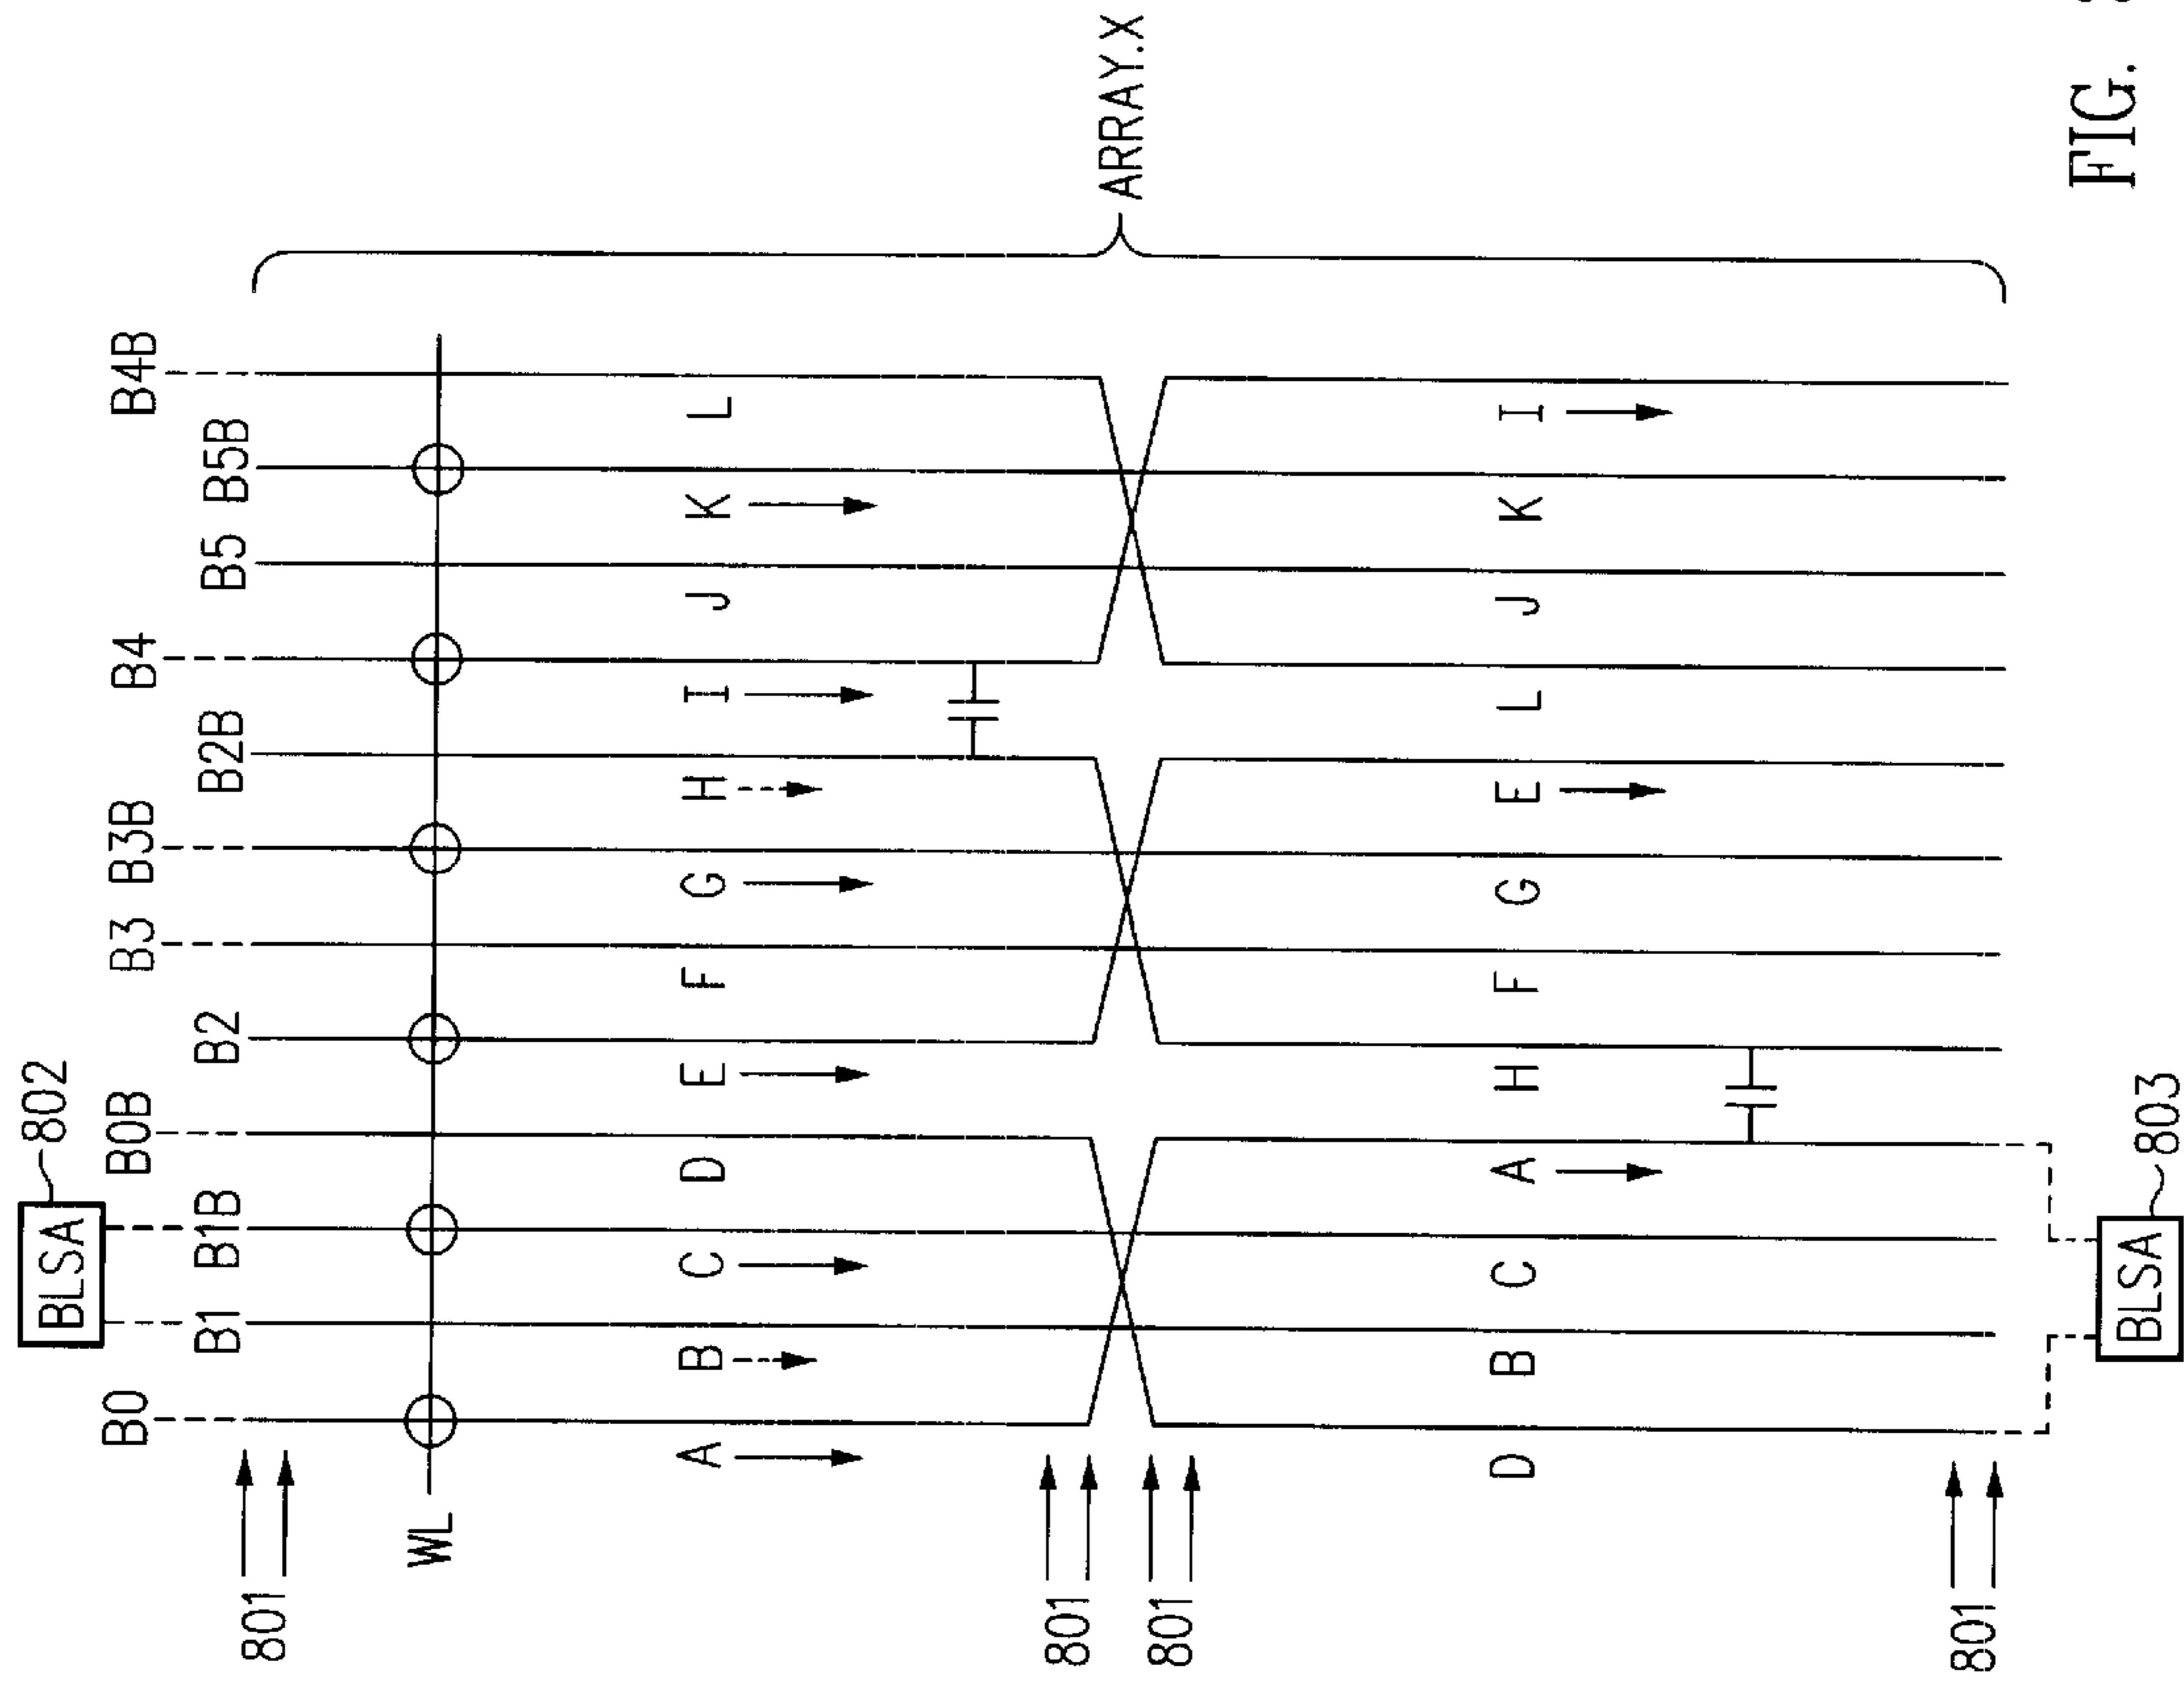 802
BLSA
B0 B0B B3 B3B B4 B4B
B1 B1B B2 B2B B5 B5B
801
WL
A B C D E F G H I J K L
801
801
ARRAY.X
D B C A H F G E L J K I
801
BLSA
803
FIG.